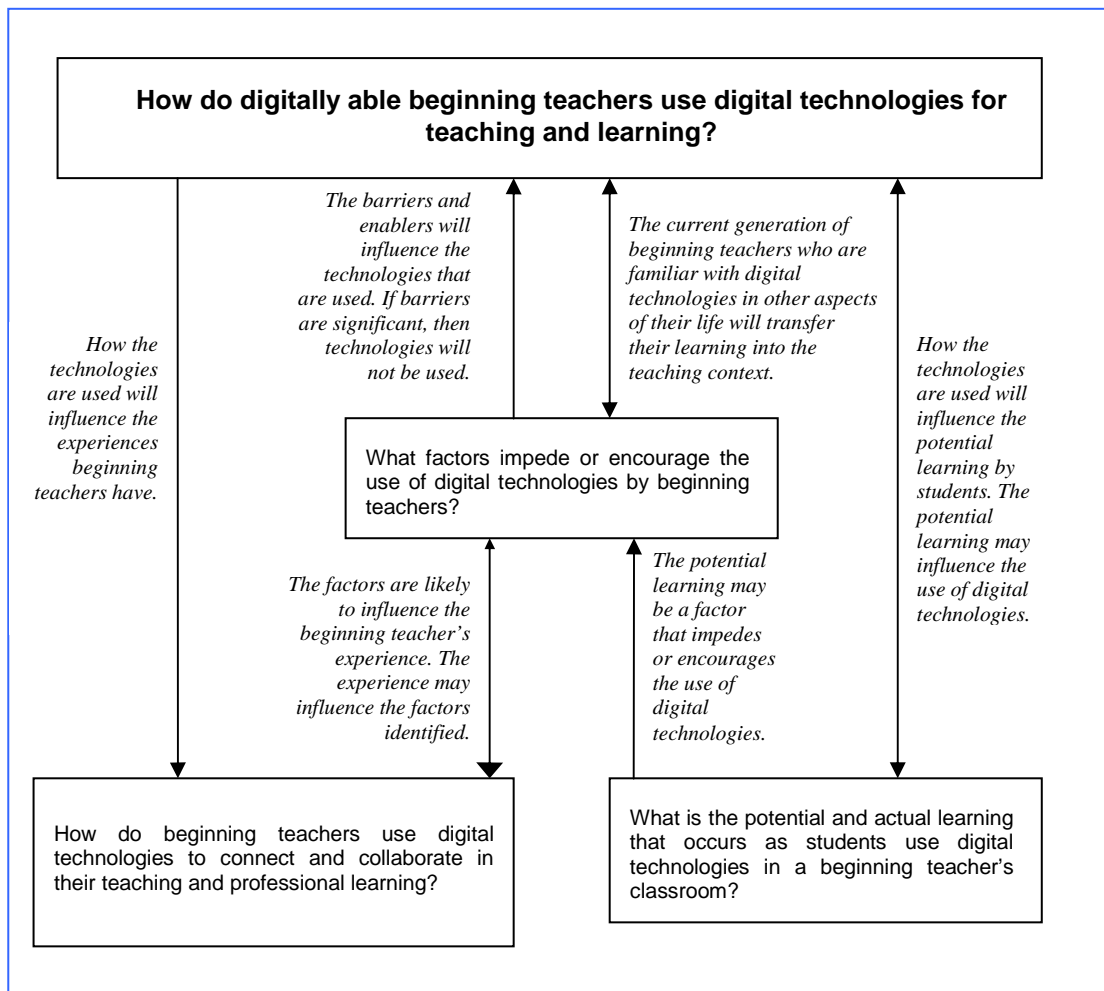 How do digitally able beginning teachers use digital technologies for
teaching and learning?
The barriers and
enablers will
influence the
technologies that
are used. If barriers
are significant, then
technologies will
not be used.
The current generation of
beginning teachers who are
familiar with digital
technologies in other aspects
of their life will transfer
their learning into the
teaching context.
How the
technologies
are used will
influence the
experiences
beginning
teachers have.
How the
technologies
are used will
influence the
potential
learning by
students. The
potential
learning may
influence the
use of digital
technologies.
What factors impede or encourage the
use of digital technologies by beginning
teachers?
The factors are likely
to influence the
beginning teacher’s
experience. The
experience may
influence the factors
identified.
The potential
learning may
be a factor
that impedes
or encourages
the use of
digital
technologies.
How do beginning teachers use digital
technologies to connect and collaborate in
their teaching and professional learning?
What is the potential and actual learning
that occurs as students use digital
technologies in a beginning teacher’s
classroom?